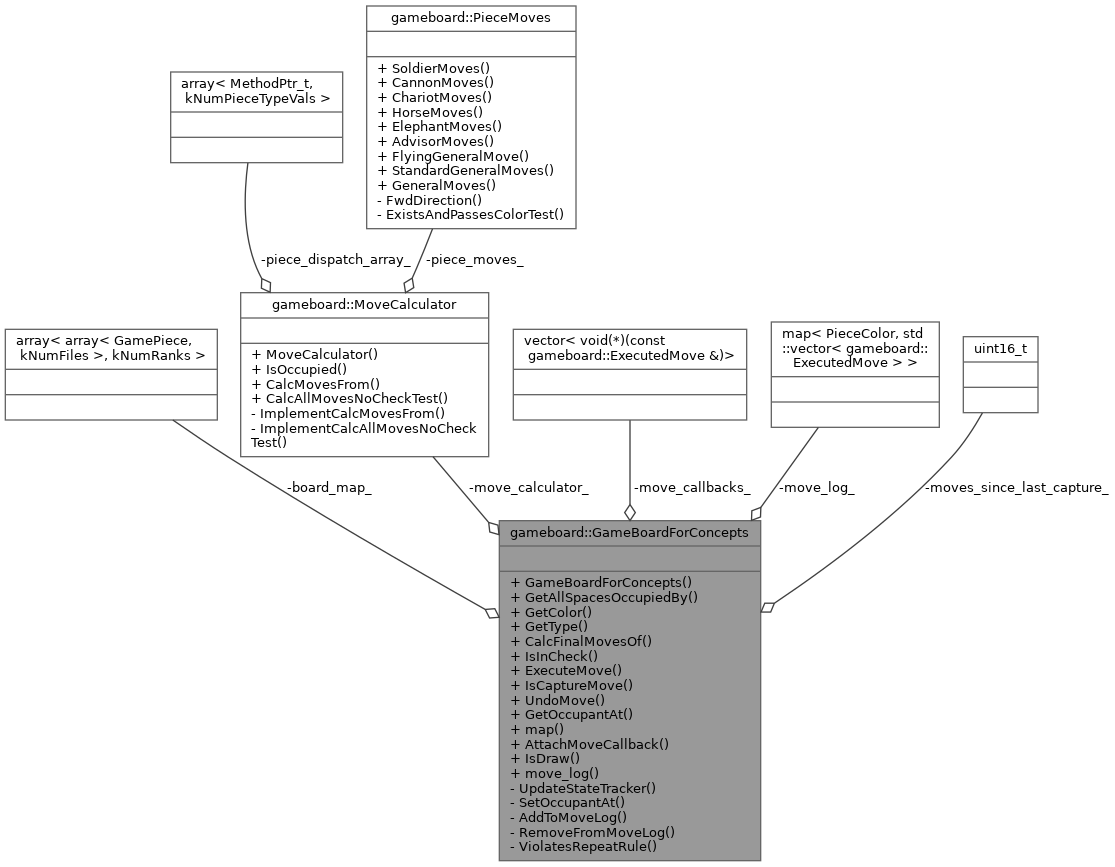 gameboard::PieceMoves
+ SoldierMoves()
+ CannonMoves()
+ ChariotMoves()
+ HorseMoves()
+ ElephantMoves()
+ AdvisorMoves()
+ FlyingGeneralMove()
+ StandardGeneralMoves()
+ GeneralMoves()
- FwdDirection()
- ExistsAndPassesColorTest()
array< MethodPtr_t,
kNumPieceTypeVals >
-piece_dispatch_array_
-piece_moves_
gameboard::MoveCalculator
+ MoveCalculator()
+ IsOccupied()
+ CalcMovesFrom()
+ CalcAllMovesNoCheckTest()
- ImplementCalcMovesFrom()
- ImplementCalcAllMovesNoCheck
Test()
array< array< GamePiece,
kNumFiles >, kNumRanks >
vector< void(*)(const
gameboard::ExecutedMove &)>
map< PieceColor, std
::vector< gameboard::
ExecutedMove > >
uint16_t
-board_map_
-move_calculator_
-move_callbacks_
-move_log_
-moves_since_last_capture_
gameboard::GameBoardForConcepts
+ GameBoardForConcepts()
+ GetAllSpacesOccupiedBy()
+ GetColor()
+ GetType()
+ CalcFinalMovesOf()
+ IsInCheck()
+ ExecuteMove()
+ IsCaptureMove()
+ UndoMove()
+ GetOccupantAt()
+ map()
+ AttachMoveCallback()
+ IsDraw()
+ move_log()
- UpdateStateTracker()
- SetOccupantAt()
- AddToMoveLog()
- RemoveFromMoveLog()
- ViolatesRepeatRule()